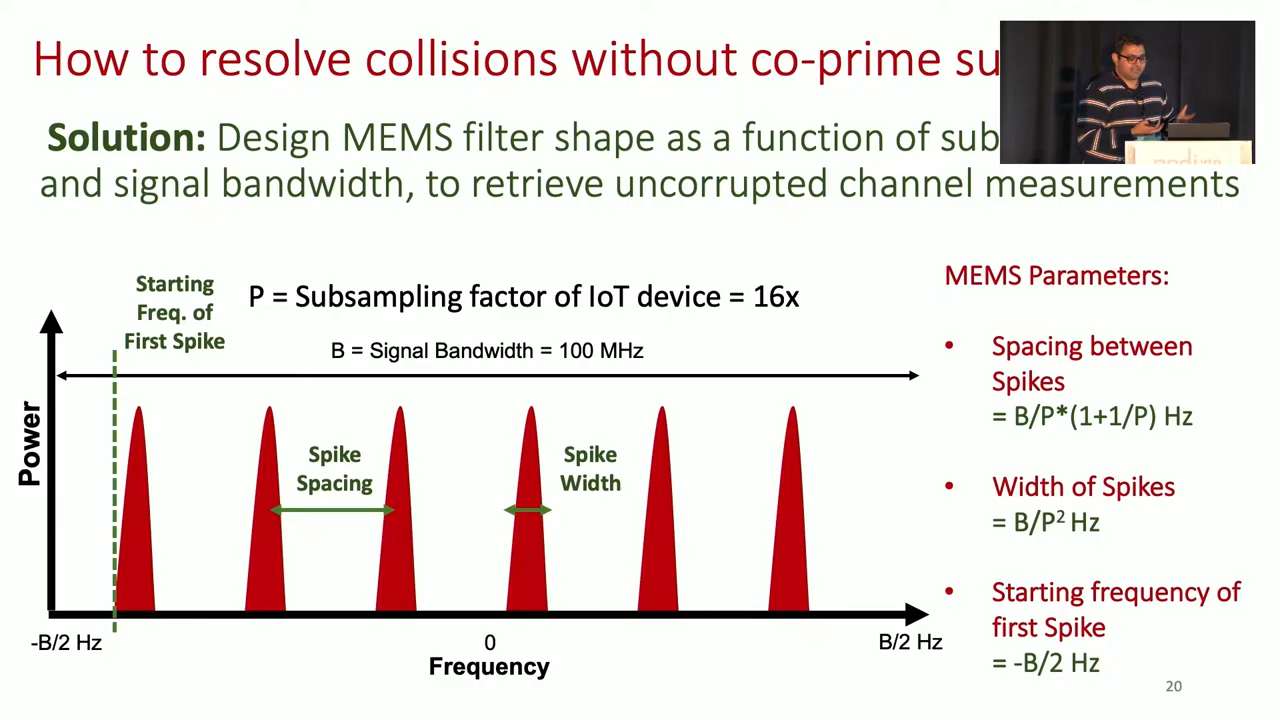 How to resolve collisions without co-prime su
Solution: Design MEMS filter shape as a function of sub
and signal bandwidth, to retrieve uncorrupted channel measurements
Starting
Freq. of
First Spike
P = Subsampling factor of IoT device = 16x
B = Signal Bandwidth = 100 MHz
Power
Spike
Spacing
Spike
Width
-B/2 Hz
0
B/2 Hz
Frequency
MEMS Parameters:
• Spacing between
Spikes
= B/P*(1+1/P) Hz
• Width of Spikes
= B/P² Hz
• Starting frequency of
first Spike
= -B/2 Hz
20